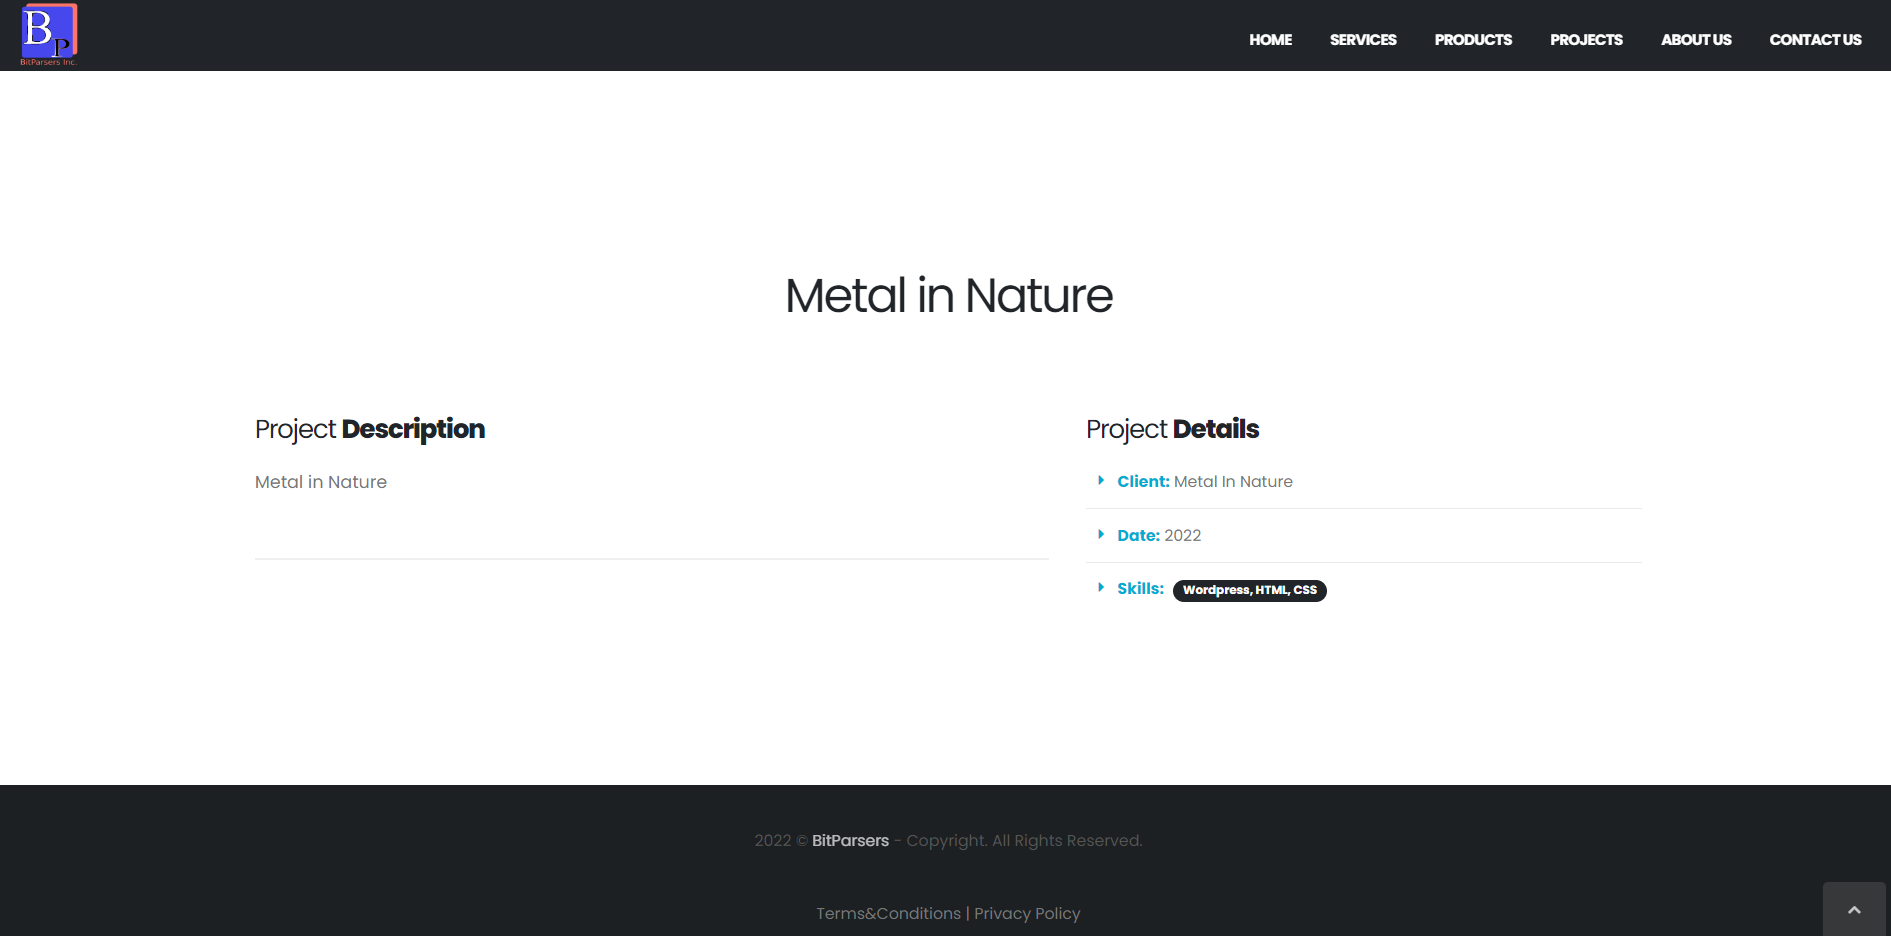 B
P
BitParsers Inc.
HOME SERVICES PRODUCTS PROJECTS ABOUT US CONTACT US
Metal in Nature
Project Description
Metal in Nature
Project Details
Client: Metal In Nature
Date: 2022
Skills: Wordpress, HTML, CSS
2022 © BitParsers - Copyright. All Rights Reserved.
Terms&Conditions | Privacy Policy